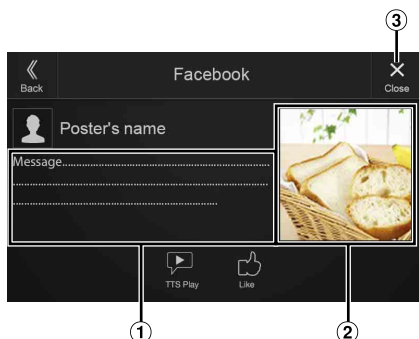 ③
Back
Facebook
Close
Poster's name
Message..........................................................................
..........................................................................................
........................................................................
TTS Play
Like
① ②